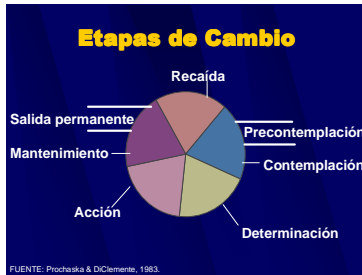 Etapas de Cambio
Recaída
Salida permanente
Precontemplación
Mantenimiento
Contemplación
Acción
Determinación
FUENTE: Prochaska & DiClemente, 1983.